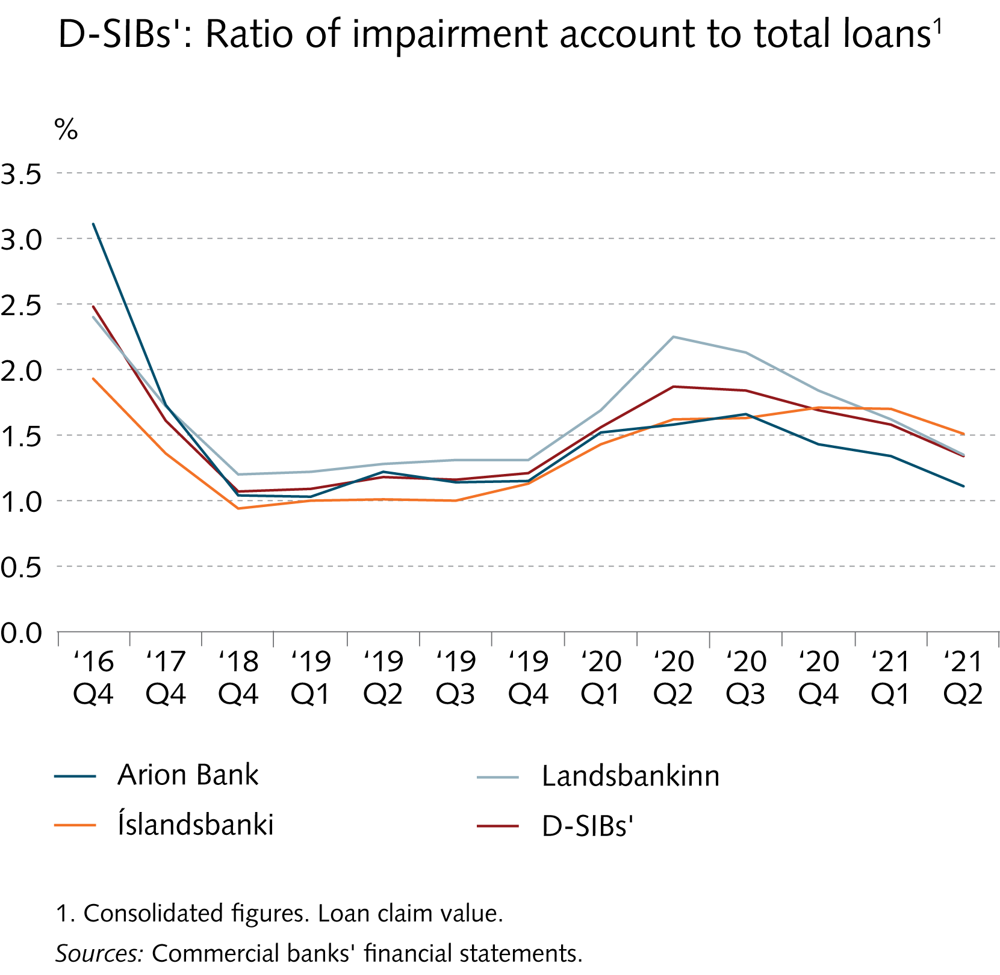 D-SIBs': Ratio of impairment account to total loans¹
%
3.5
3.0
2.5
2.0
1.5
1.0
0.5
0.0
‘16 ‘17 ‘18 ‘19 ‘19 ‘19 ‘19 ‘20 ‘20 ‘20 ‘20 ‘21 ‘21
Q4 Q4 Q4 Q1 Q2 Q3 Q4 Q1 Q2 Q3 Q4 Q1 Q2
Arion Bank
Landsbankinn
Íslandsbanki
D-SIBs'
1. Consolidated figures. Loan claim value.
Sources: Commercial banks' financial statements.